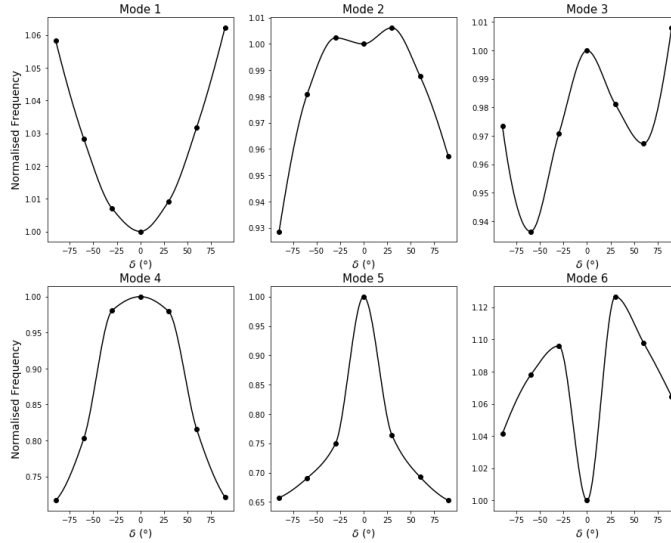 Mode 1
Mode 2
Mode 3
Normalised Frequency
1.06
1.05
1.04
1.03
1.02
1.01
1.00
-75 -50 -25 0 25 50 75
δ (º)
1.01
1.00
0.99
0.98
0.97
0.96
0.95
0.94
0.93
-75 -50 -25 0 25 50 75
δ (º)
1.01
1.00
0.99
0.98
0.97
0.96
0.95
0.94
-75 -50 -25 0 25 50 75
δ (º)
Mode 4
Mode 5
Mode 6
Normalised Frequency
1.00
0.95
0.90
0.85
0.80
0.75
-75 -50 -25 0 25 50 75
δ (º)
1.00
0.95
0.90
0.85
0.80
0.75
0.70
0.65
-75 -50 -25 0 25 50 75
δ (º)
1.12
1.10
1.08
1.06
1.04
1.02
1.00
-75 -50 -25 0 25 50 75
δ (º)